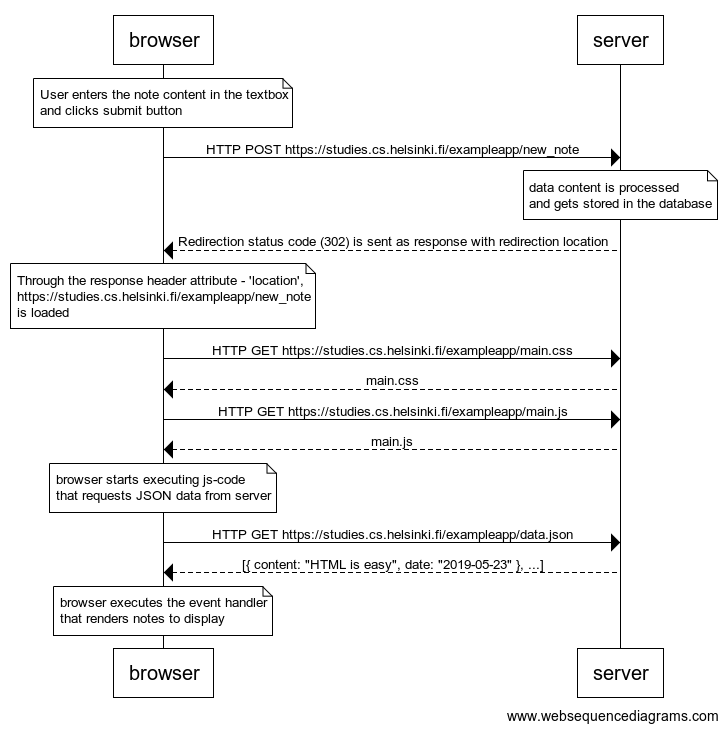 browser
server
User enters the note content in the textbox
and clicks submit button
HTTP POST https://studies.cs.helsinki.fi/exampleapp/new_note
data content is processed
and gets stored in the database
Redirection status code (302) is sent as response with redirection location
Through the response header attribute - 'location',
https://studies.cs.helsinki.fi/exampleapp/new_note
is loaded
HTTP GET https://studies.cs.helsinki.fi/exampleapp/main.css
main.css
HTTP GET https://studies.cs.helsinki.fi/exampleapp/main.js
main.js
browser starts executing js-code
that requests JSON data from server
HTTP GET https://studies.cs.helsinki.fi/exampleapp/data.json
[{ content: "HTML is easy", date: "2019-05-23" }, ...]
browser executes the event handler
that renders notes to display
browser
server
www.websequencediagrams.com